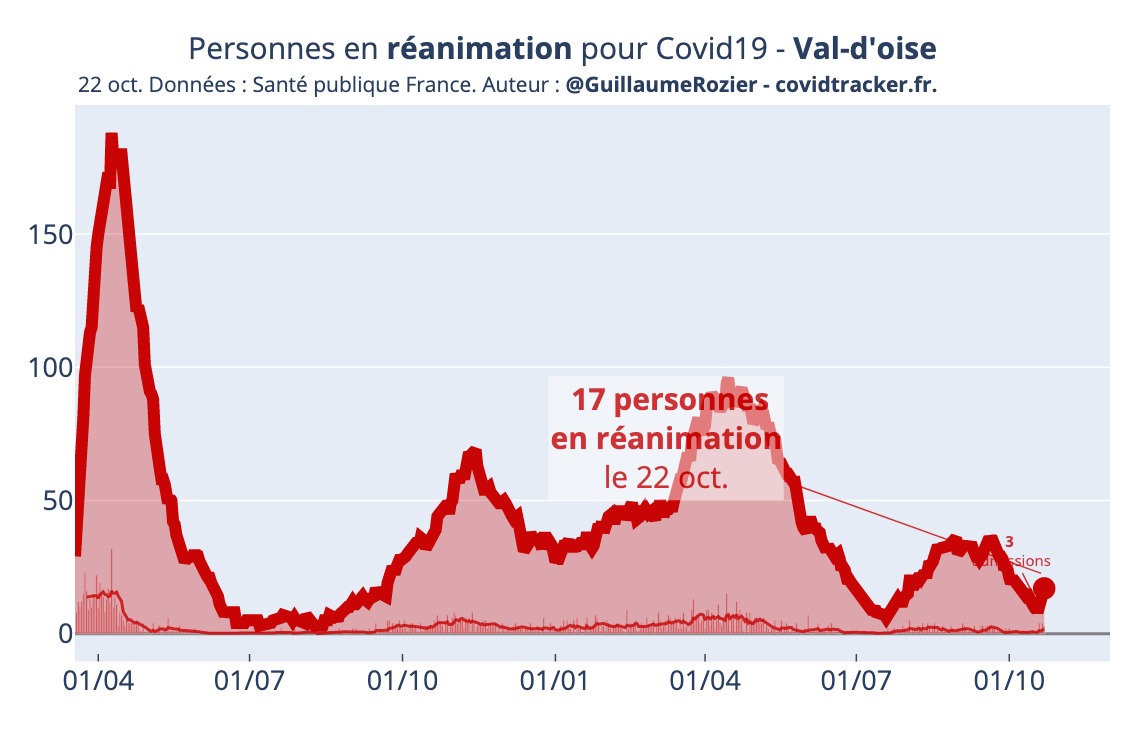 Personnes en réanimation pour Covid19 - Val-d'oise
22 oct. Données : Santé publique France. Auteur : @GuillaumeRozier - covidtracker.fr.
150
100
50
0
17 personnes
en réanimation
le 22 oct.
3
admissions
01/04
01/07
01/10
01/01
01/04
01/07
01/10